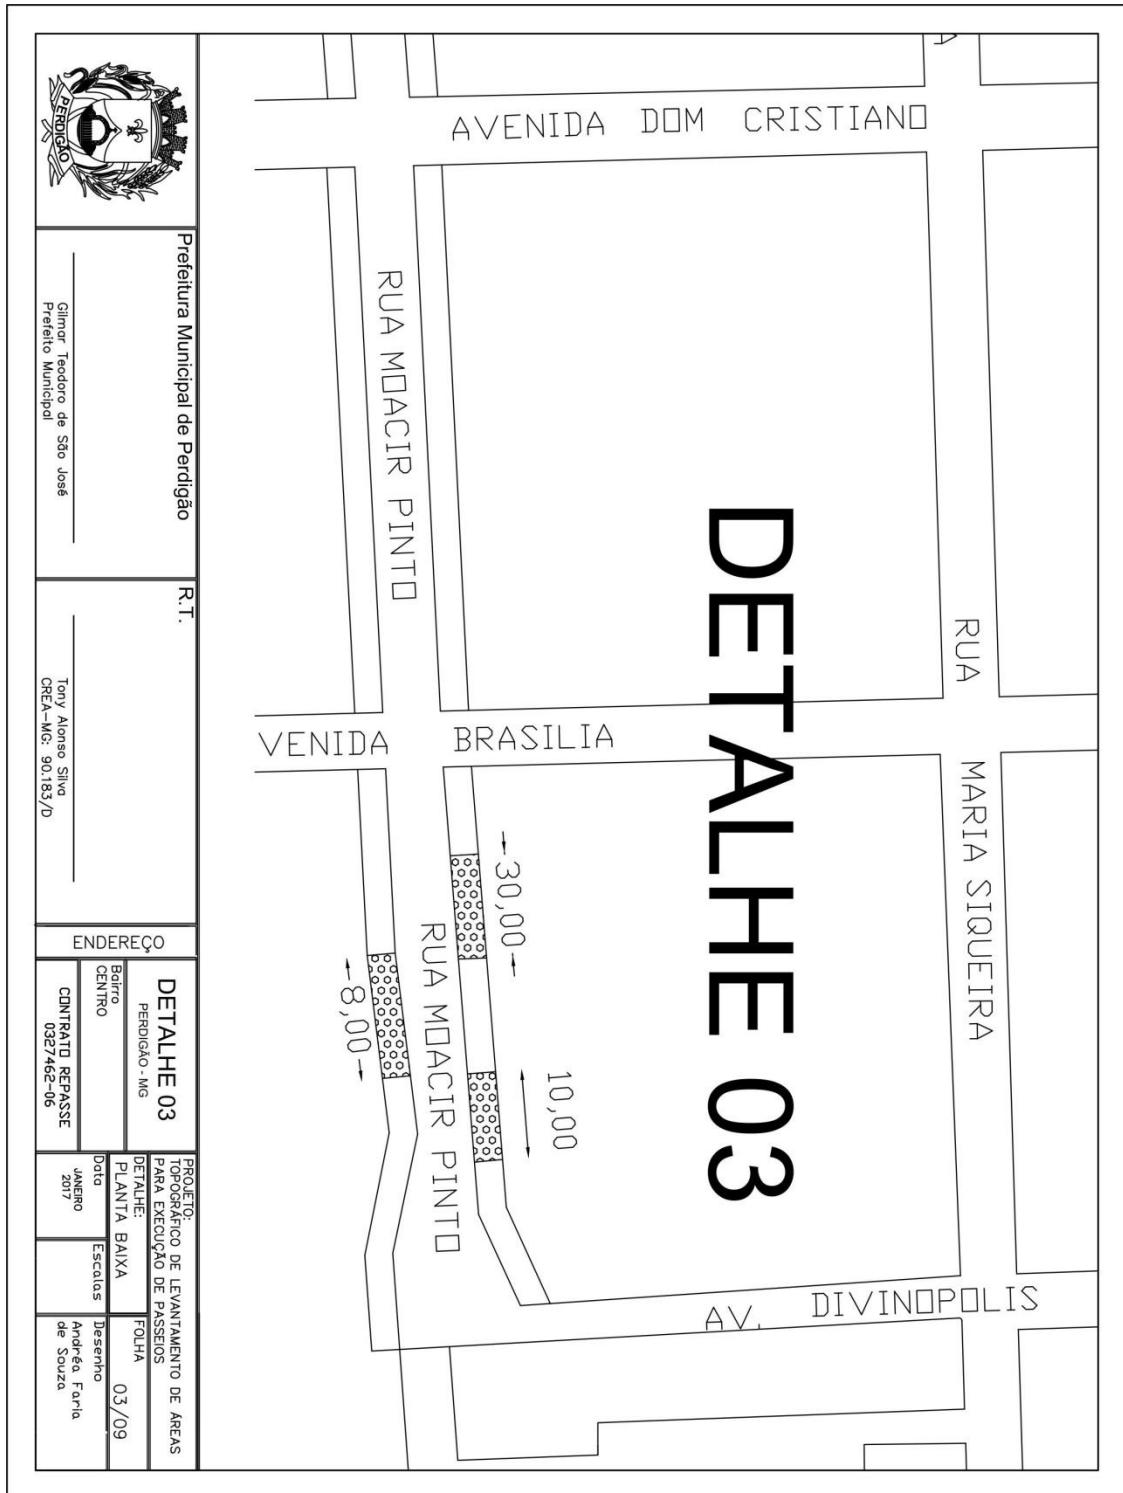 AVENIDA DOM CRISTIANO
RUA MOACIR PINTO
RUA
MARIA SIQUEIRA
VENIDA BRASILIA
DETALHE 03
30,00
8,00
10,00
RUA MOACIR PINTO
AV. DIVINOPOLIS
PERDIGÃO
Prefeitura Municipal de Perdigão
Gilmar Teodoro de São José
Prefeito Municipal
R.T.
Tony Alonso Silva
CREA-MG: 90.183/D
ENDEREÇO
DETALHE 03
PERDIGÃO - MG
Bairro
CENTRO
CONTRATO REPASSE
0327462-06
PROJETO:
TOPOGRÁFICO DE LEVANTAMENTO DE ÁREAS
PARA EXECUÇÃO DE PASSEIOS
DETALHE:
PLANTA BAIXA
FOLHA
03/09
Data
JANEIRO
2017
Escalas
Desenho
Andréa Faria
de Souza